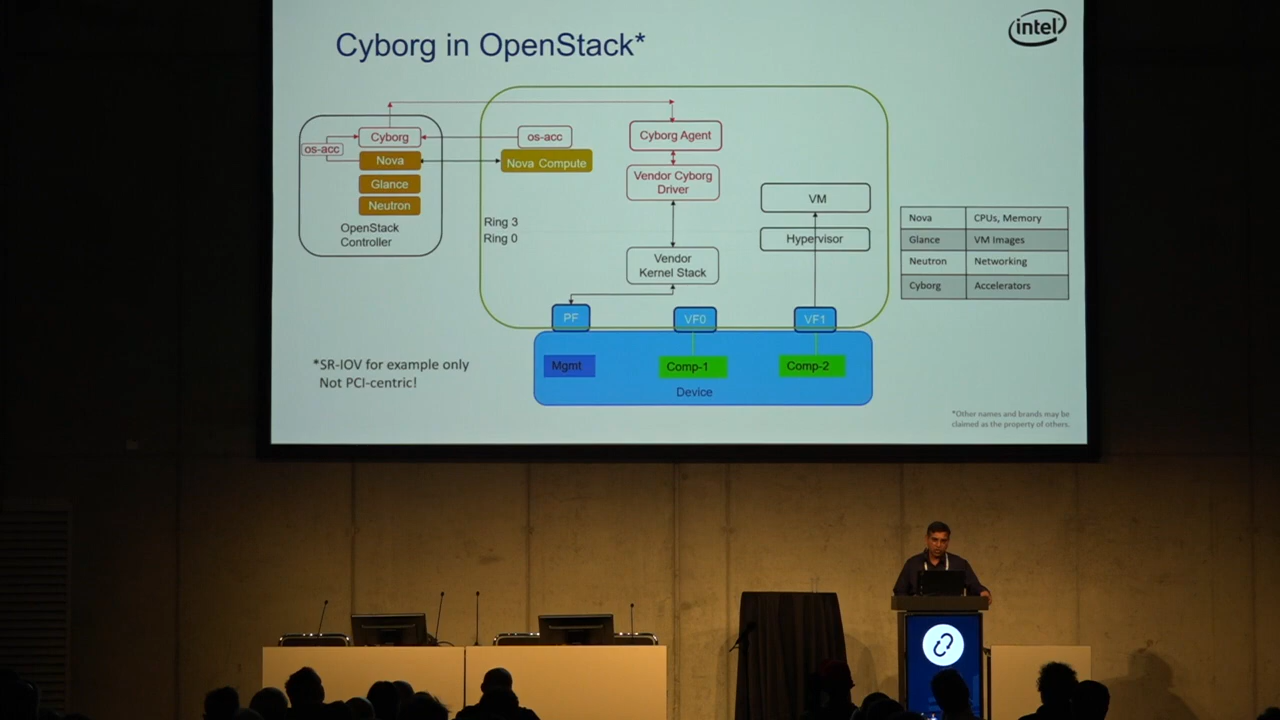 Cyborg in OpenStack*
intel
Cyborg
os-acc
Nova
Glance
Neutron
OpenStack
Controller
os-acc
Nova Compute
Ring 3
Ring 0
Cyborg Agent
Vendor Cyborg
Driver
Vendor
Kernel Stack
VM
Hypervisor
PF
VF0
VF1
Mgmt
Comp-1
Comp-2
Device
Nova CPUs, Memory
Glance VM Images
Neutron Networking
Cyborg Accelerators
*SR-IOV for example only
Not PCI-centric!
*Other names and brands may be
claimed as the property of others.